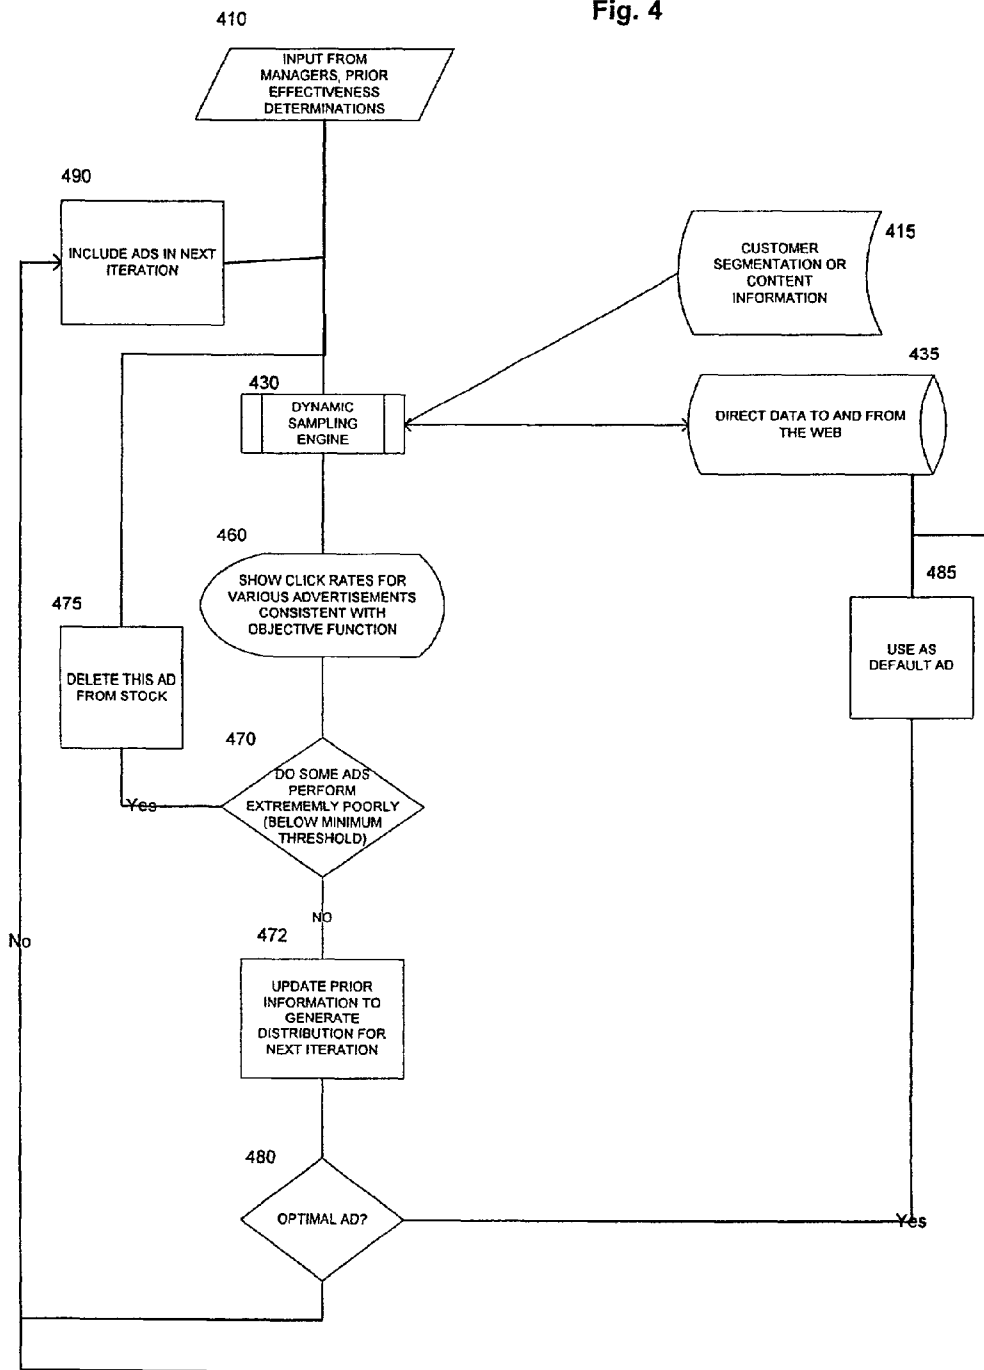 Fig. 4
410
INPUT FROM
MANAGERS, PRIOR
EFFECTIVENESS
DETERMINATIONS
490
INCLUDE ADS IN NEXT
ITERATION
415
CUSTOMER
SEGMENTATION OR
CONTENT
INFORMATION
430
DYNAMIC
SAMPLING
ENGINE
435
DIRECT DATA TO AND FROM
THE WEB
460
SHOW CLICK RATES FOR
VARIOUS ADVERTISEMENTS
CONSISTENT WITH
OBJECTIVE FUNCTION
485
USE AS
DEFAULT AD
475
DELETE THIS AD
FROM STOCK
470
DO SOME ADS
PERFORM
EXTREMEMLY POORLY
(BELOW MINIMUM
THRESHOLD)
Yes
NO
No
472
UPDATE PRIOR
INFORMATION TO
GENERATE
DISTRIBUTION FOR
NEXT ITERATION
480
OPTIMAL AD?
Yes